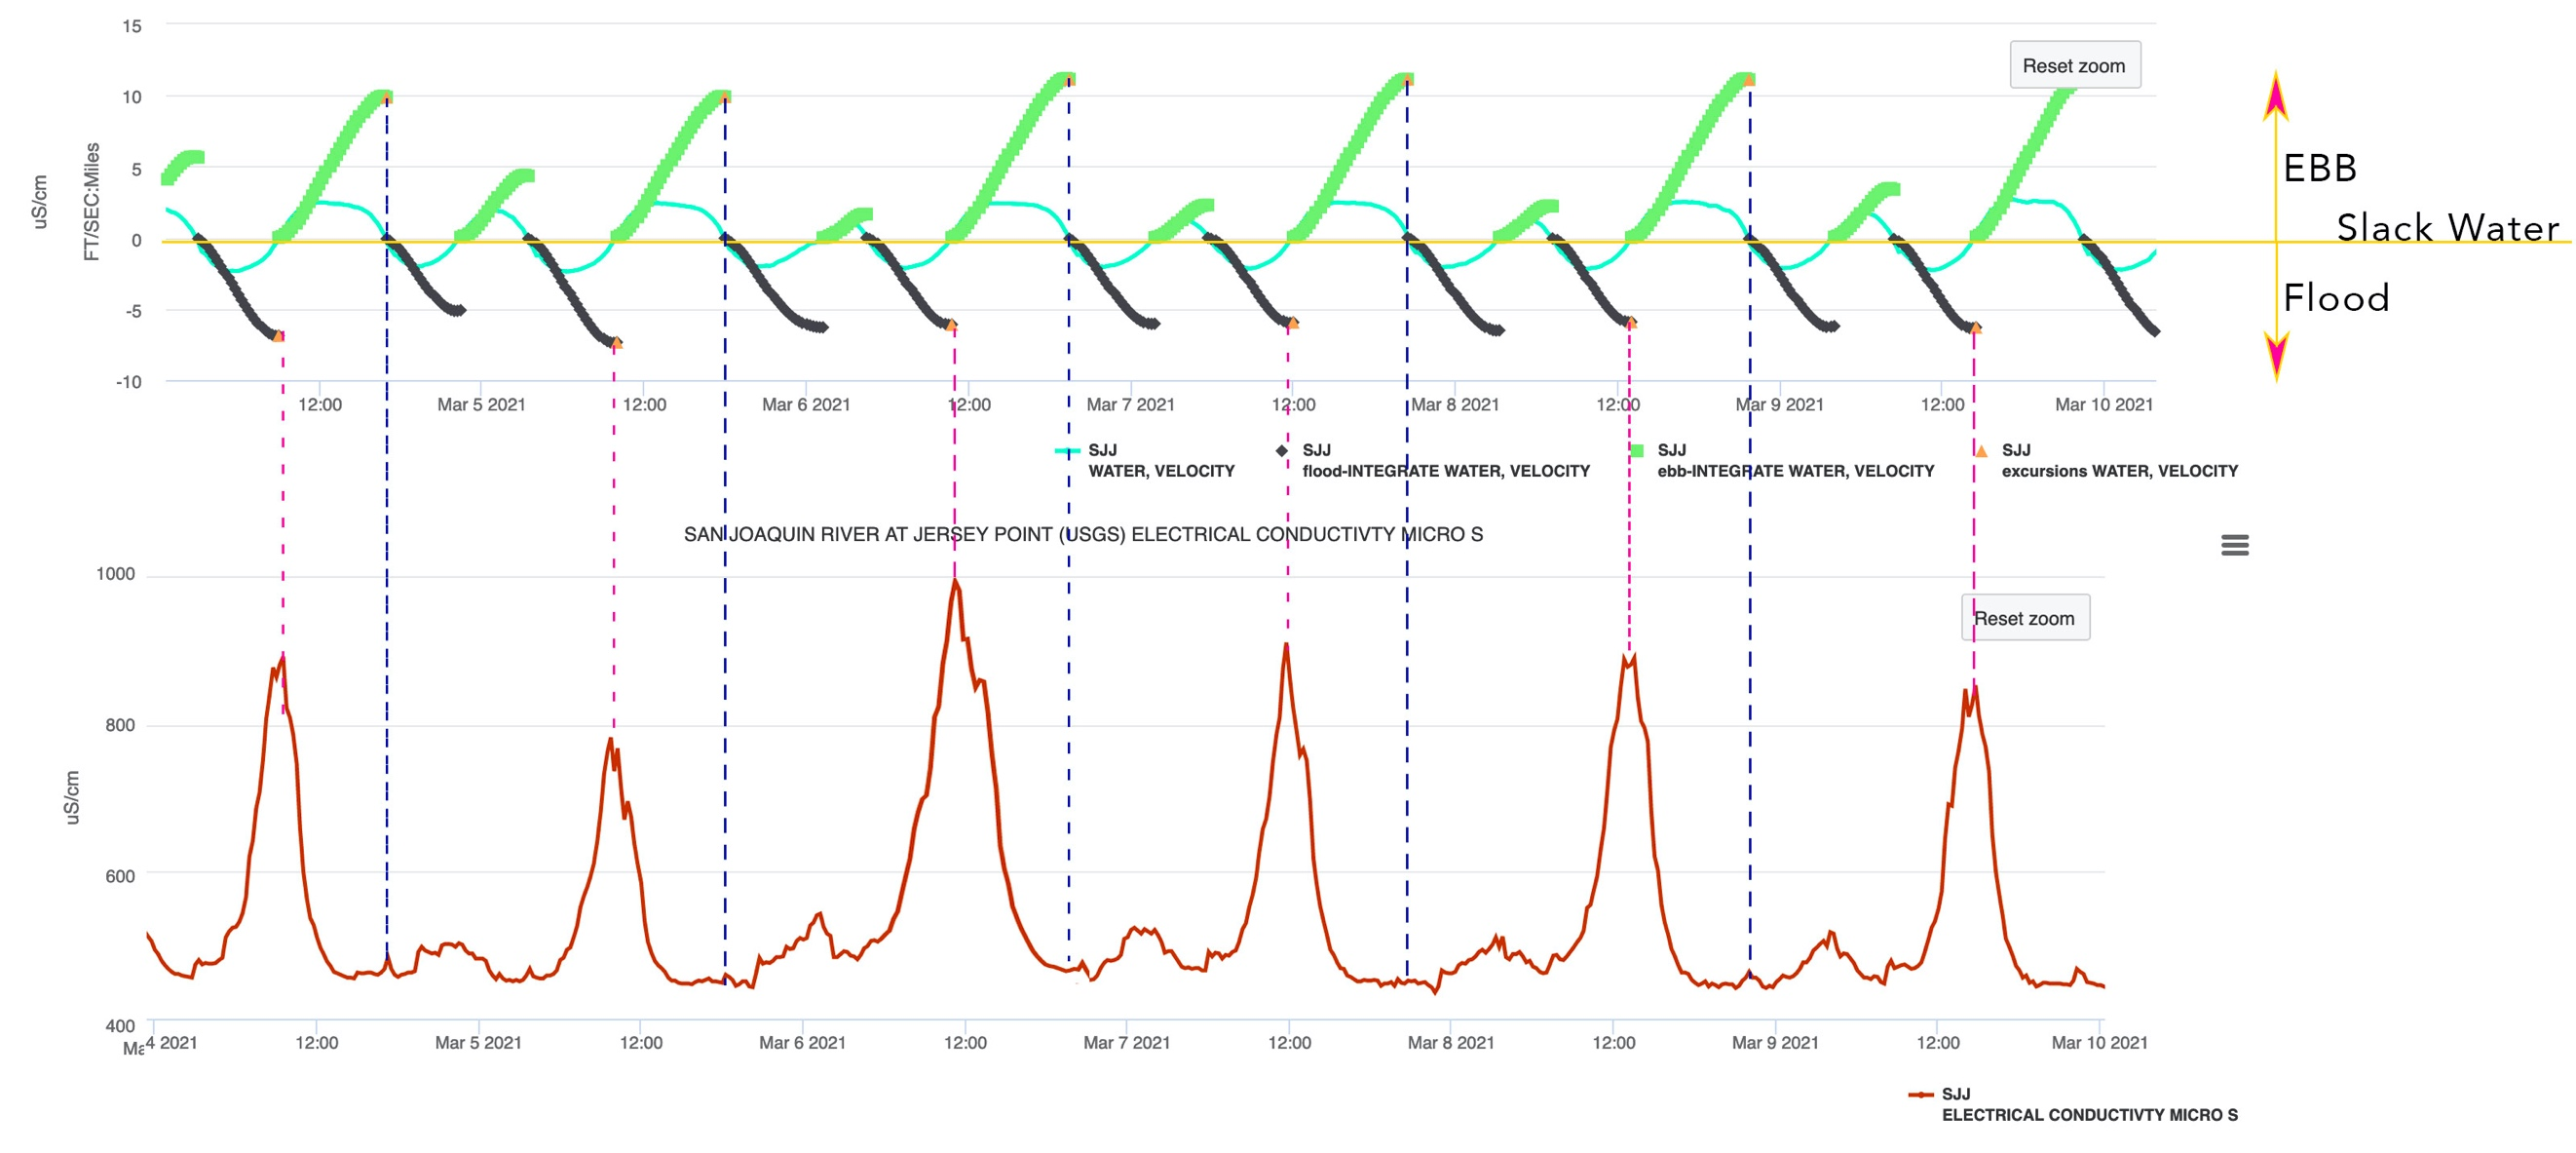 15
10
5
0
-5
-10
uS/cm
FT/SEC:Miles
Reset zoom
EBB
Slack Water
Flood
12:00
Mar 5 2021
12:00
Mar 6 2021
12:00
Mar 7 2021
12:00
Mar 8 2021
12:00
Mar 9 2021
12:00
Mar 10 2021
SJJ
WATER, VELOCITY
SJJ
flood-INTEGRATE WATER, VELOCITY
SJJ
ebb-INTEGRATE WATER, VELOCITY
SJJ
excursions WATER, VELOCITY
SAN JOAQUIN RIVER AT JERSEY POINT (USGS) ELECTRICAL CONDUCTIVTY MICRO S
1000
800
600
400
uS/cm
Reset zoom
Ma 4 2021
12:00
Mar 5 2021
12:00
Mar 6 2021
12:00
Mar 7 2021
12:00
Mar 8 2021
12:00
Mar 9 2021
12:00
Mar 10 2021
SJJ
ELECTRICAL CONDUCTIVTY MICRO S